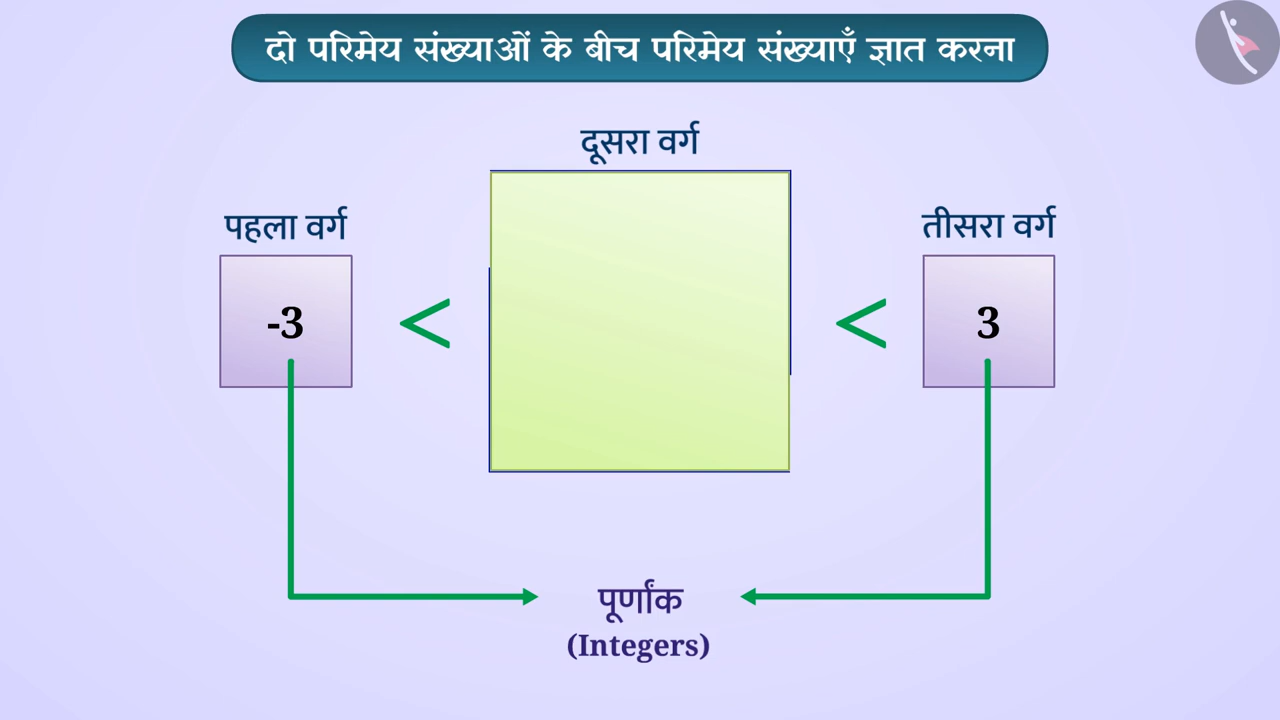 दो परिमेय संख्याओं के बीच परिमेय संख्याएँ ज्ञात करना
दूसरा वर्ग
पहला वर्ग
तीसरा वर्ग
-3 < < 3
पूर्णांक
(Integers)